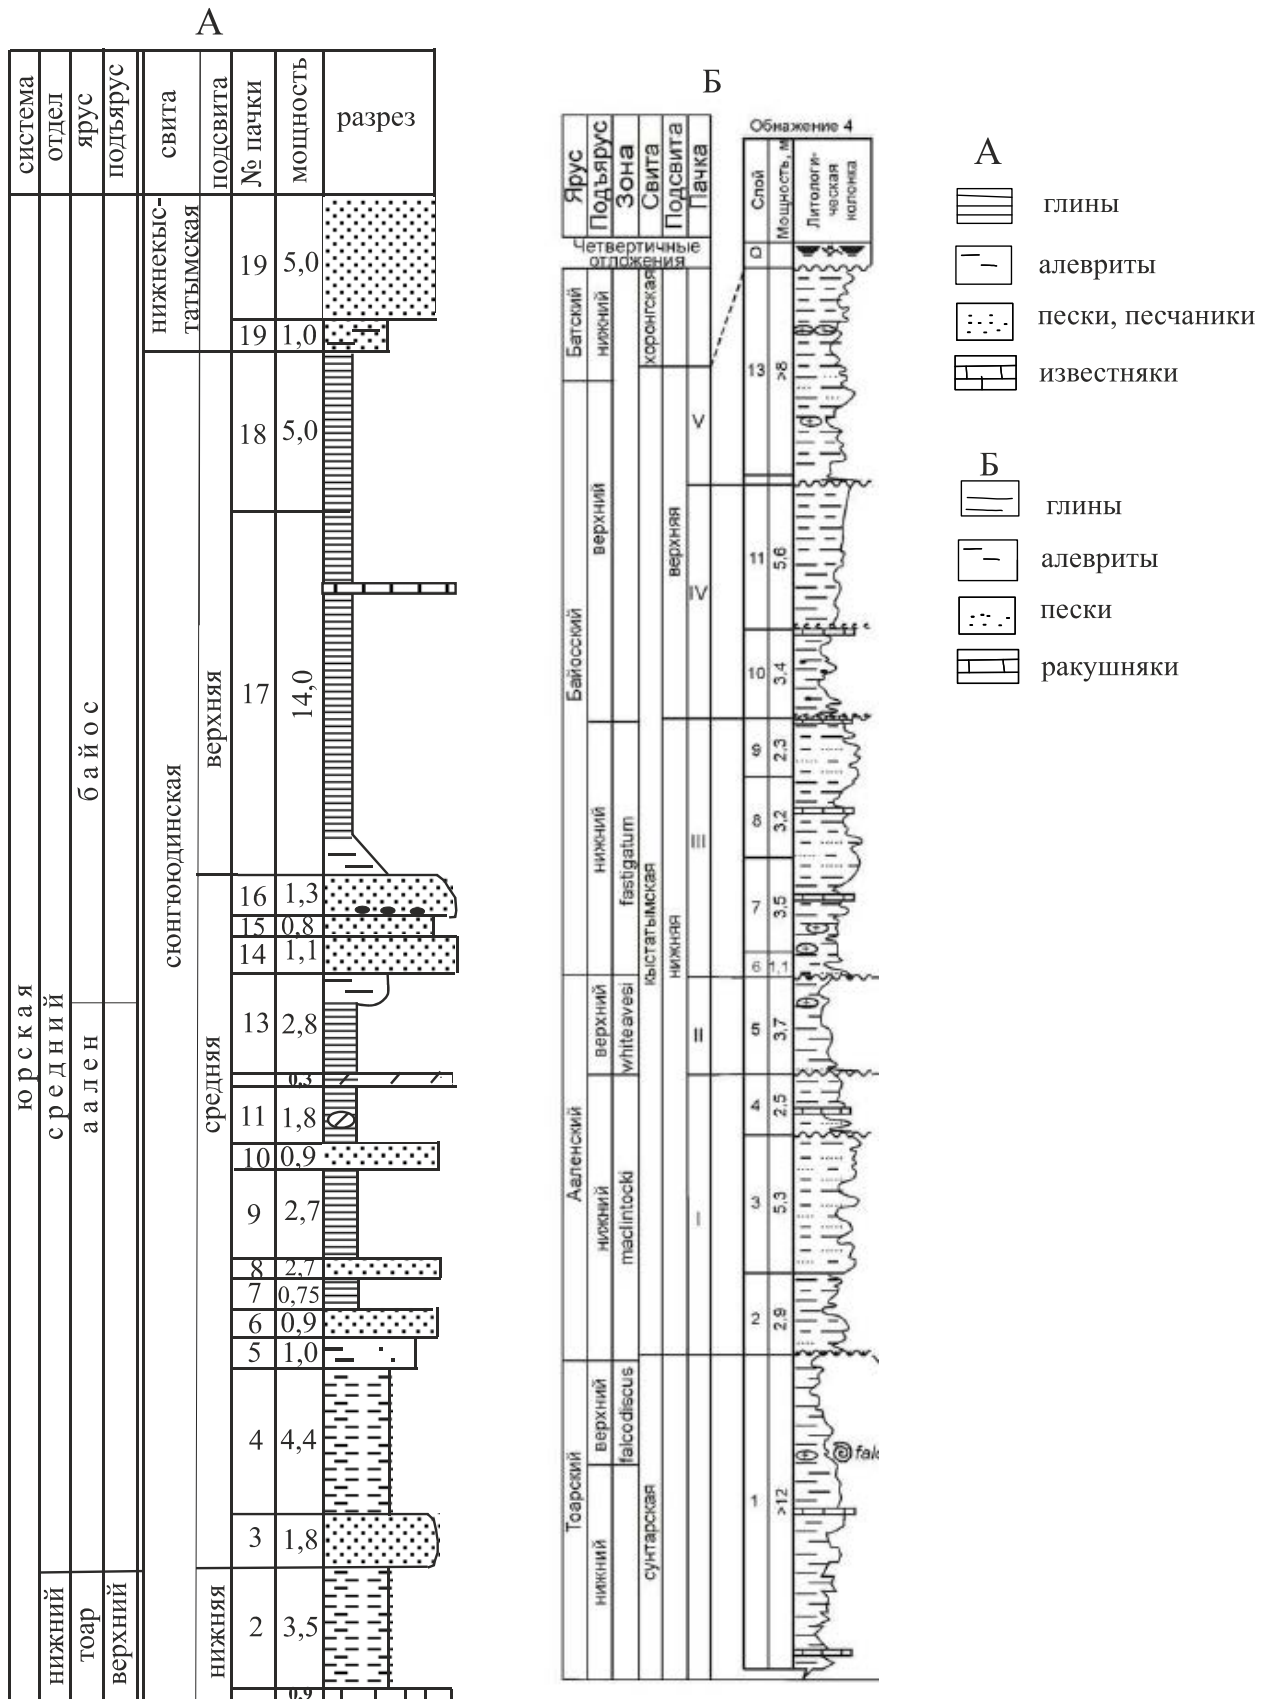 А
система
отдел
ярус
подъярус
свита
подсвита
№ пачки
мощность
разрез
юрская
средний
нижний
байос
аален
тоар
верхний
нижнекыс-
татымская
сюнгююдинская
верхняя
средняя
нижняя
19 5,0
19 1,0
18 5,0
17 14,0
16 1,3
15 0,8
14 1,1
13 2,8
0,3
11 1,8
10 0,9
9 2,7
8 2,7
7 0,75
6 0,9
5 1,0
4 4,4
3 1,8
2 3,5
0,9
Б
Обнажение 4
Ярус
Подъярус
Зона
Свита
Подсвита
Пачка
Слой
Мощность, м
Литологи-
ческая
колонка
Четвертичные
отложения
Q
Батский
Байосский
Ааленский
Тоарский
нижний
верхний
нижний
верхний
нижний
верхний
нижний
fastigatum
whiteavesi
maclintocki
falcodiscus
хоронгская
кыстатымская
сунтарская
верхняя
нижняя
V
IV
III
II
I
13 >8
11 5,6
10 3,4
9 2,3
8 3,2
7 3,5
6 1,1
5 3,7
4 2,5
3 5,3
2 2,9
1 >12
falc
А
глины
алевриты
пески, песчаники
известняки
Б
глины
алевриты
пески
ракушняки